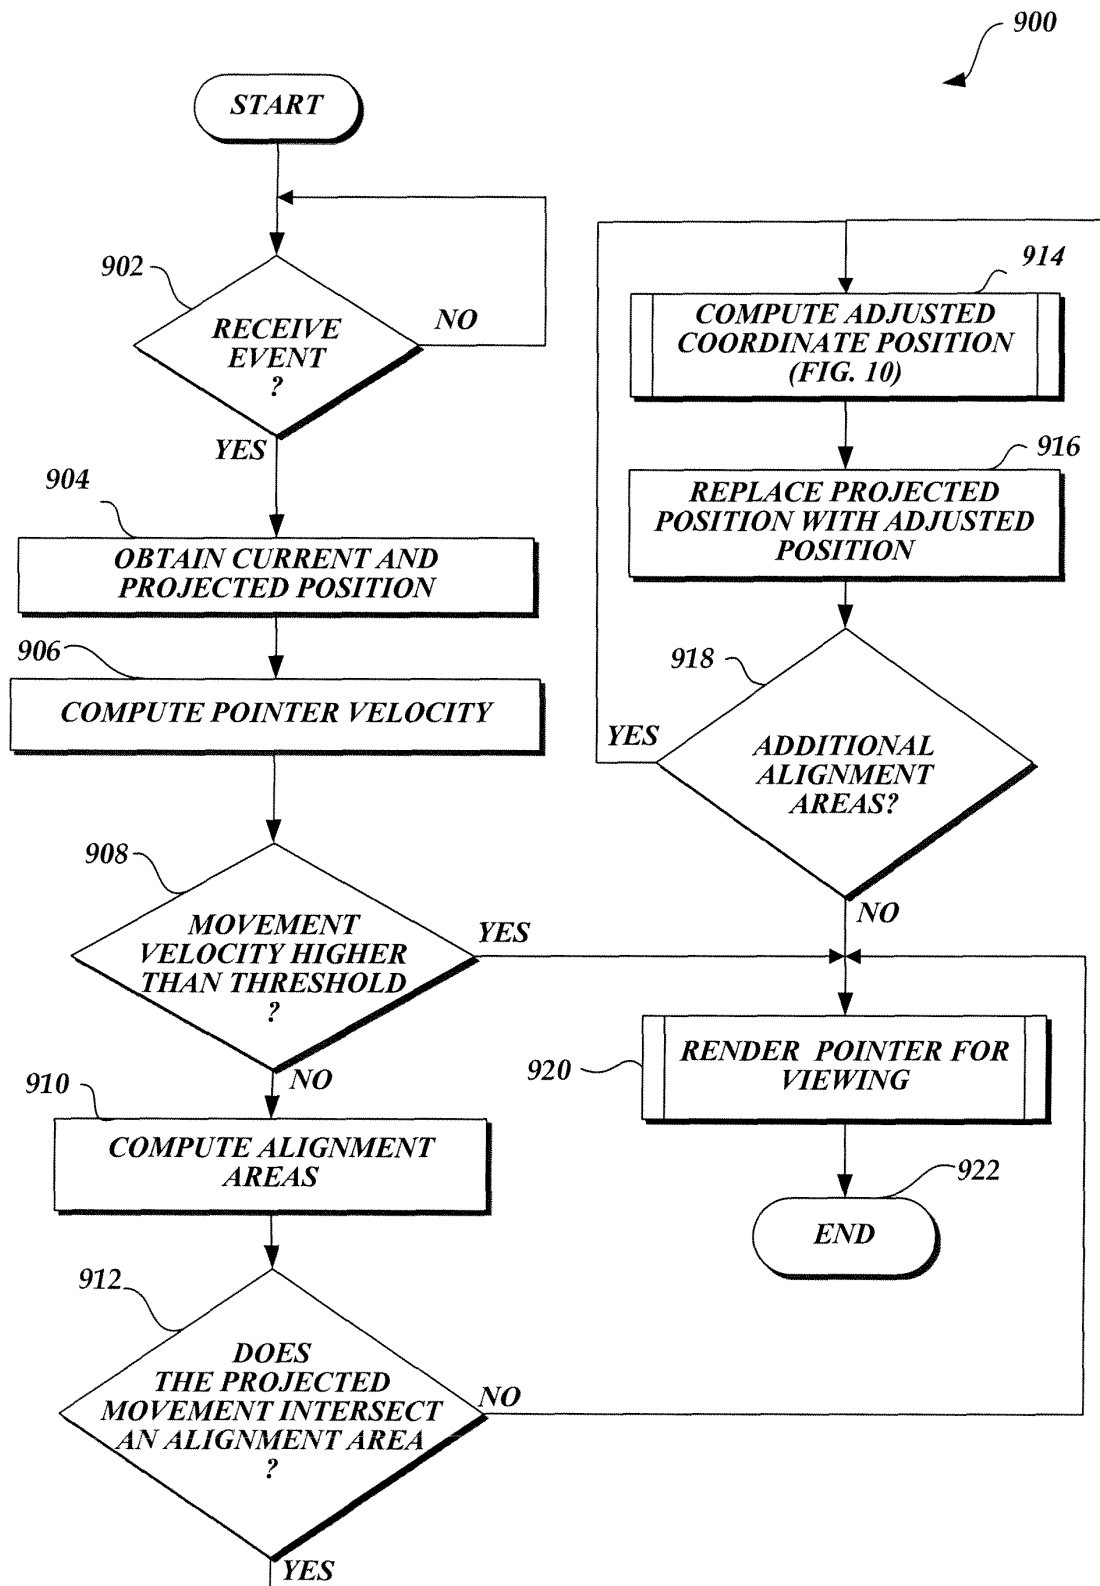 900
START
902
RECEIVE
EVENT
?
NO
YES
904
OBTAIN CURRENT AND
PROJECTED POSITION
906
COMPUTE POINTER VELOCITY
908
MOVEMENT
VELOCITY HIGHER
THAN THRESHOLD
?
YES
NO
910
COMPUTE ALIGNMENT
AREAS
912
DOES
THE PROJECTED
MOVEMENT INTERSECT
AN ALIGNMENT AREA
?
NO
YES
914
COMPUTE ADJUSTED
COORDINATE POSITION
(FIG. 10)
916
REPLACE PROJECTED
POSITION WITH ADJUSTED
POSITION
918
YES
ADDITIONAL
ALIGNMENT
AREAS?
NO
920
RENDER POINTER FOR
VIEWING
922
END